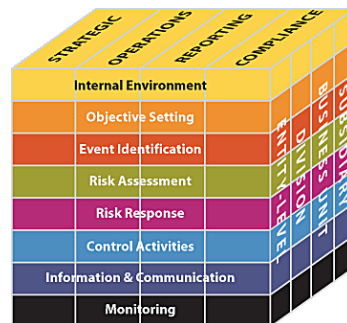 STRATEGIC
OPERATIONS
REPORTING
COMPLIANCE
Internal Environment
Objective Setting
Event Identification
Risk Assessment
Risk Response
Control Activities
Information & Communication
Monitoring
ENTITY-LEVEL
DIVISION
BUSINESS UNIT
SUBSIDIARY